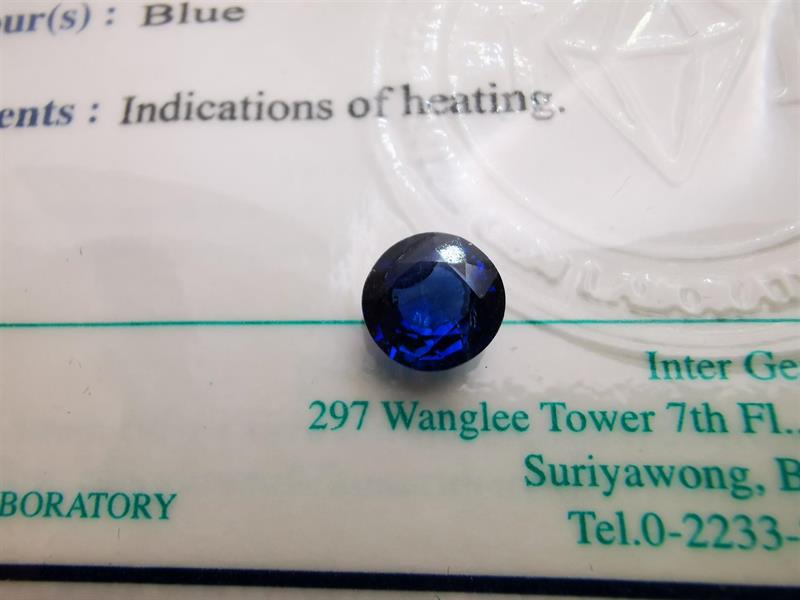 our(s) : Blue
ents : Indications of heating.
Inter Ge
297 Wanglee Tower 7th Fl.,
Suriyawong, B
BORATORY
Tel.0-2233-